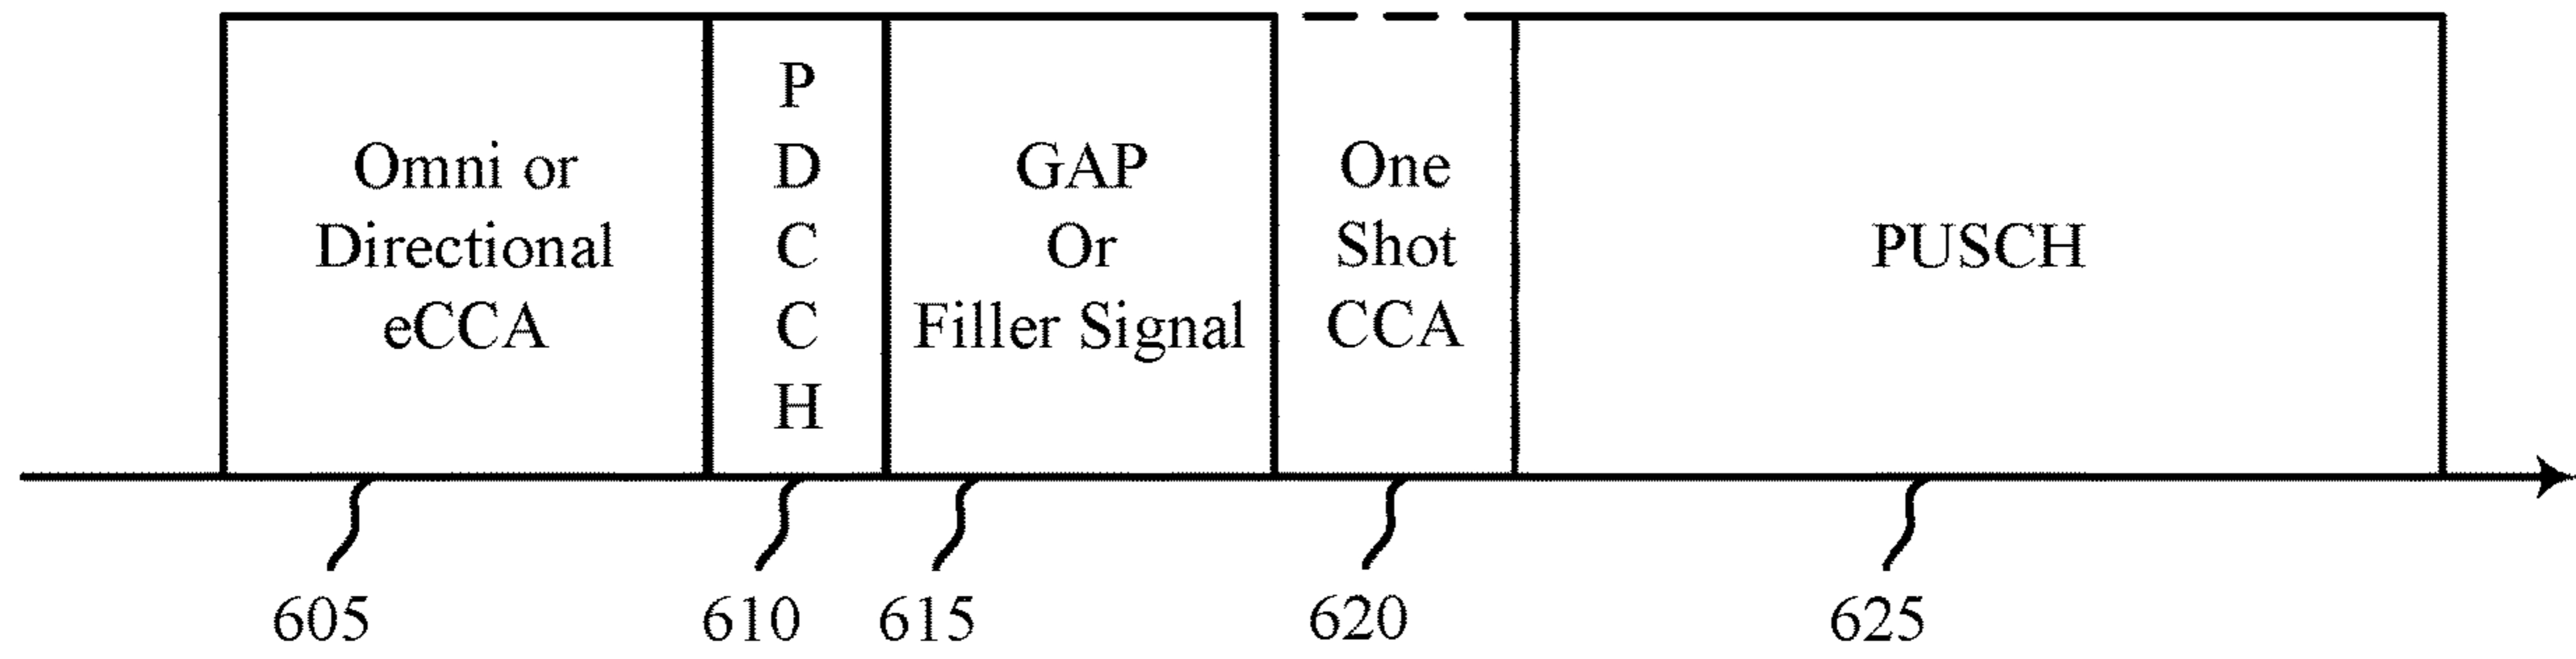 Omni or
Directional
eCCA
P
D
C
C
H
GAP
Or
Filler Signal
One
Shot
CCA
PUSCH
605
610
615
620
625